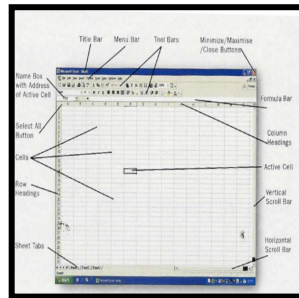 Title Bar
Menu Bar
Tool Bars
Minimize/Maximise
/Close Buttons
Name Box
with Address
of Active Cell
Formula Bar
Select All
Button
Column
Headings
Cells
Active Cell
Row
Headings
Vertical
Scroll Bar
Sheet Tabs
Horizontal
Scroll Bar